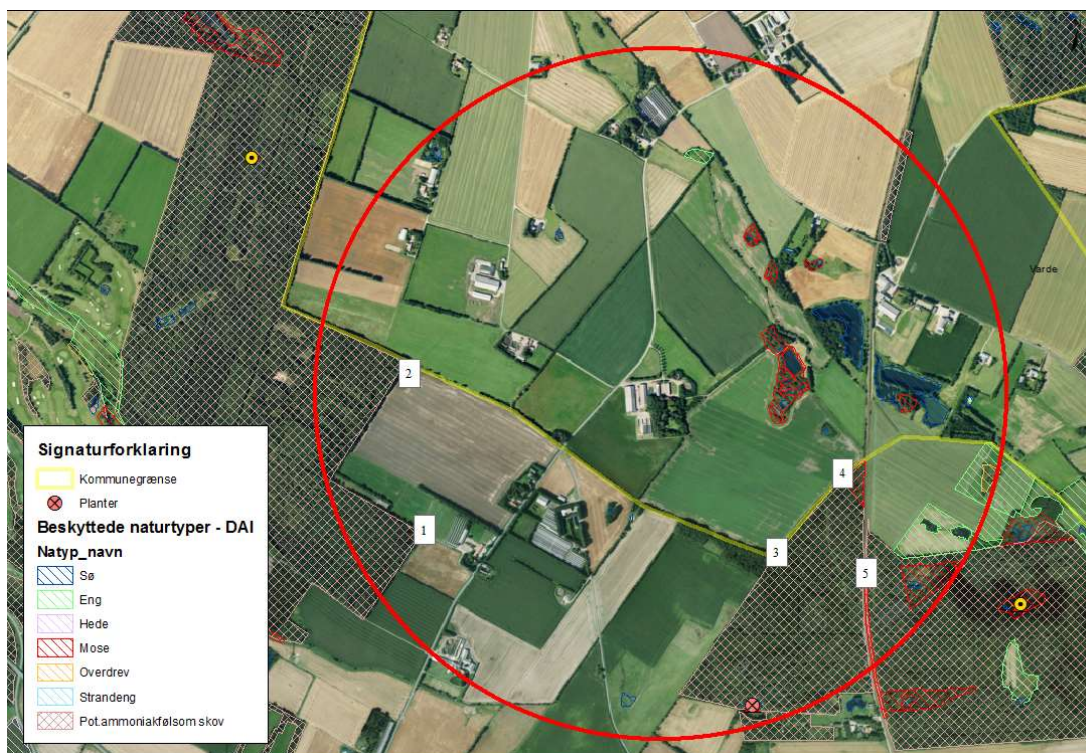 Varde
2
4
1
3
5
Signaturforklaring
Kommunegrænse
Planter
Beskyttede naturtyper - DAI
Natyp_navn
Sø
Eng
Hede
Mose
Overdrev
Strandeng
Pot.ammoniakfølsom skov